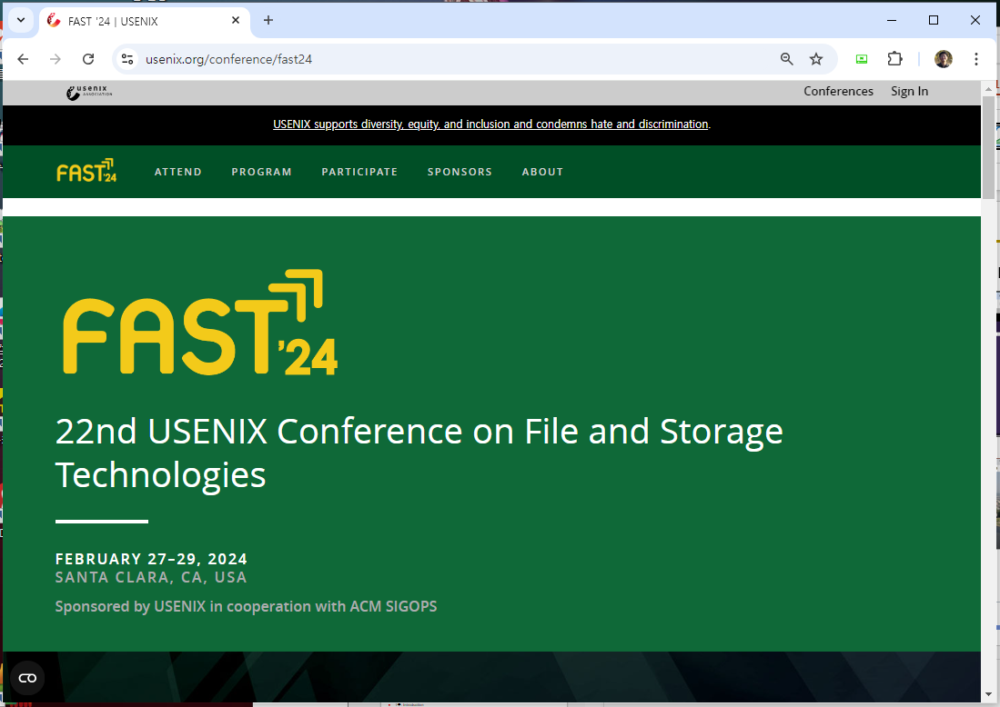 FAST '24 | USENIX
usenix.org/conference/fast24
usenix
ASSOCIATION
Conferences Sign In
USENIX supports diversity, equity, and inclusion and condemns hate and discrimination.
FAST '24 ATTEND PROGRAM PARTICIPATE SPONSORS ABOUT
FAST '24
22nd USENIX Conference on File and Storage
Technologies
FEBRUARY 27–29, 2024
SANTA CLARA, CA, USA
Sponsored by USENIX in cooperation with ACM SIGOPS